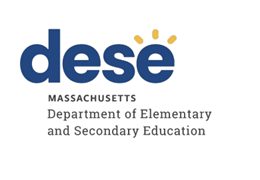 dese
MASSACHUSETTS
Department of Elementary
and Secondary Education